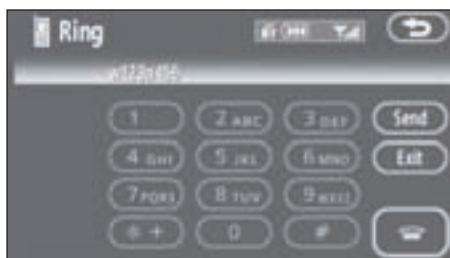 Ring
w123p456
1 2 ABC 3 DEF Send
4 GHI 5 JKL 6 MNO Exit
7 PQRS 8 TUV 9 WXYZ
* + 0 #